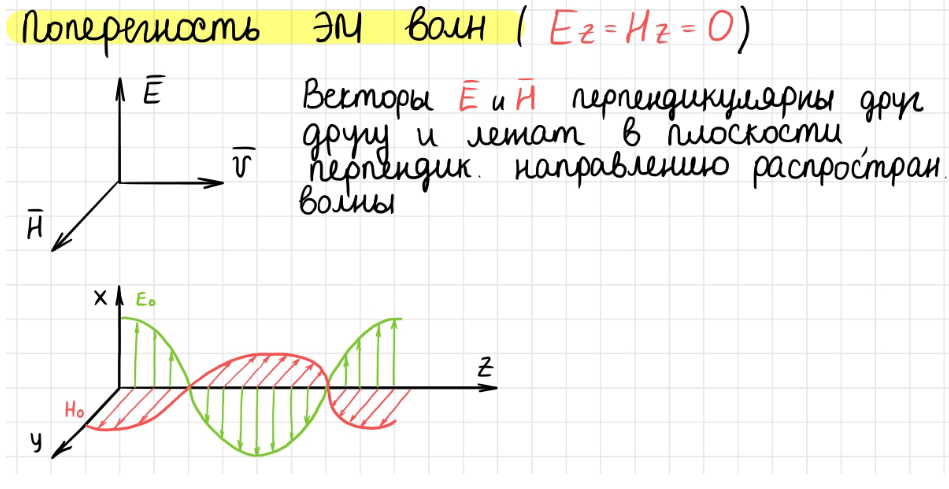 Поперечность ЭМ волн (Ez=Hz=0)
Ē
Векторы Ē и H̄ перпендикулярны друг
другу и лежат в плоскости
v̄
перпендик. направлению распростран.
волны
H̄
X
E₀
Z
H₀
y